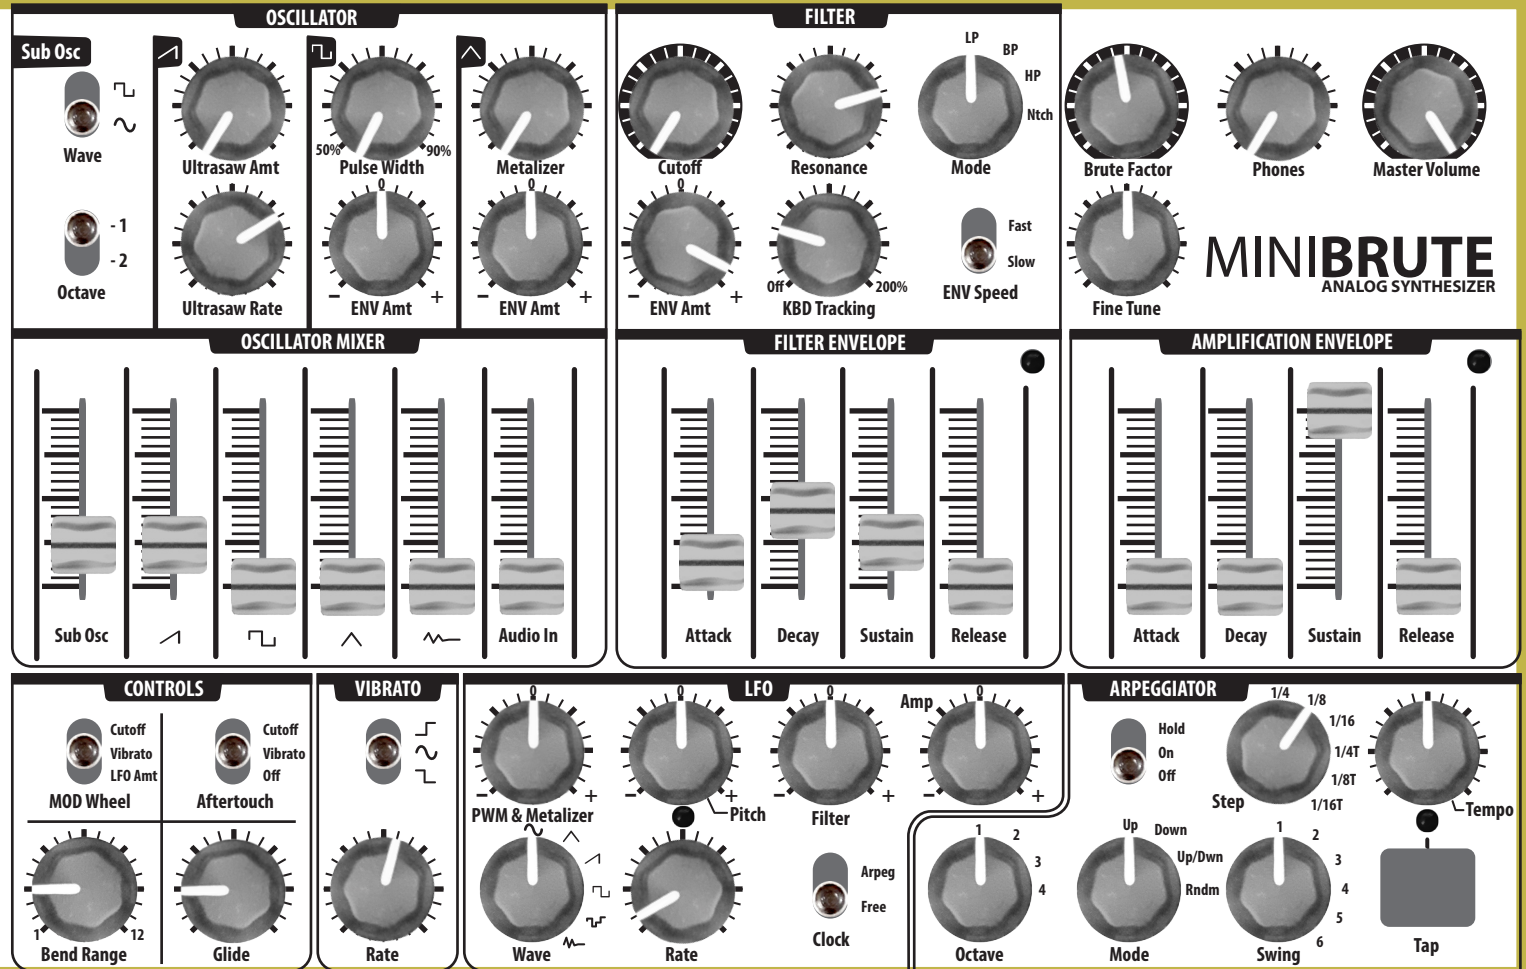 OSCILLATOR
FILTER
Sub Osc
Wave
Ultrasaw Amt
50%
90%
Pulse Width
Metalizer
Cutoff
Resonance
LP
BP
HP
Ntch
Mode
Brute Factor
Phones
Master Volume
- 1
- 2
Octave
Ultrasaw Rate
0
–
+
ENV Amt
0
–
+
ENV Amt
0
–
+
ENV Amt
Off
200%
KBD Tracking
Fast
Slow
ENV Speed
Fine Tune
MINIBRUTE
ANALOG SYNTHESIZER
OSCILLATOR MIXER
FILTER ENVELOPE
AMPLIFICATION ENVELOPE
Sub Osc
Audio In
Attack
Decay
Sustain
Release
Attack
Decay
Sustain
Release
CONTROLS
VIBRATO
LFO
ARPEGGIATOR
Cutoff
Vibrato
LFO Amt
MOD Wheel
Cutoff
Vibrato
Off
Aftertouch
0
–
+
PWM & Metalizer
0
–
+
Pitch
0
–
+
Filter
Amp
0
–
+
Hold
On
Off
1/4
1/8
1/16
1/4T
1/8T
1/16T
Step
Tempo
1
12
Bend Range
Glide
Rate
Wave
Rate
Arpeg
Free
Clock
1
2
3
4
Octave
Up
Down
Up/Dwn
Rndm
Mode
1
2
3
4
5
6
Swing
Tap